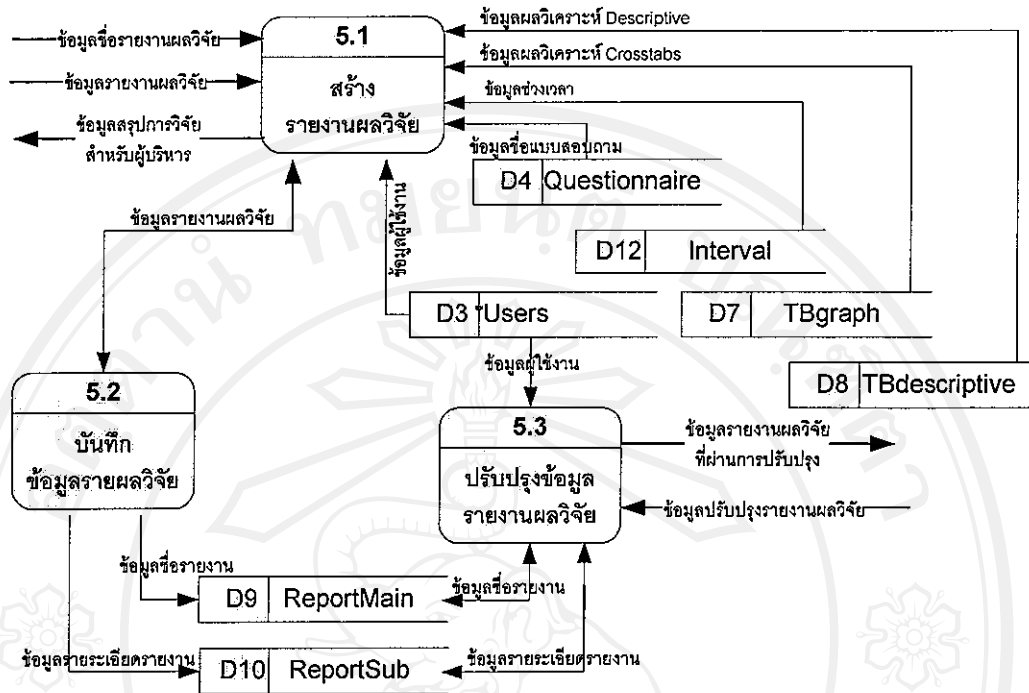 ข้อมูลผลวิเคราะห์ Descriptive
5.1
ข้อมูลชื่อรายงานผลวิจัย
ข้อมูลผลวิเคราะห์ Crosstabs
ข้อมูลรายงานผลวิจัย
สร้าง
รายงานผลวิจัย
ข้อมูลช่วงเวลา
ข้อมูลสรุปการวิจัย
สำหรับผู้บริหาร
ข้อมูลชื่อแบบสอบถาม
D4 Questionnaire
ข้อมูลรายงานผลวิจัย
ข้อมูลผู้ใช้งาน
D12 Interval
D3 Users
D7 TBgraph
ข้อมูลผู้ใช้งาน
D8 TBdescriptive
5.2
บันทึก
ข้อมูลรายผลวิจัย
5.3
ปรับปรุงข้อมูล
รายงานผลวิจัย
ข้อมูลรายงานผลวิจัย
ที่ผ่านการปรับปรุง
ข้อมูลปรับปรุงรายงานผลวิจัย
ข้อมูลชื่อรายงาน
D9 ReportMain
ข้อมูลชื่อรายงาน
ข้อมูลรายระเอียดรายงาน
D10 ReportSub
ข้อมูลรายระเอียดรายงาน